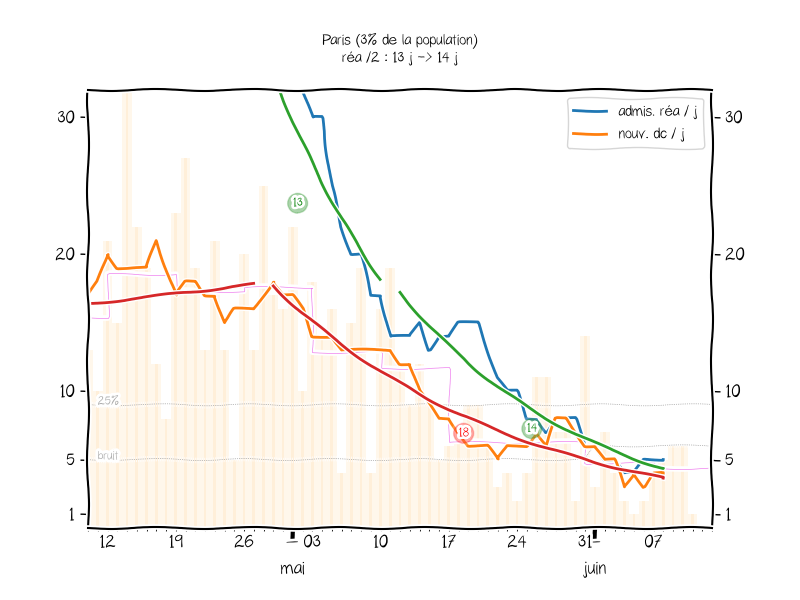 Paris (3% de la population)
réa /2 : 13 j -> 14 j
admis. réa / j
nouv. dc / j
30
30
20
20
13
10
10
25%
18
14
5
5
bruit
1
1
12 19 26 03 10 17 24 31 07
mai juin